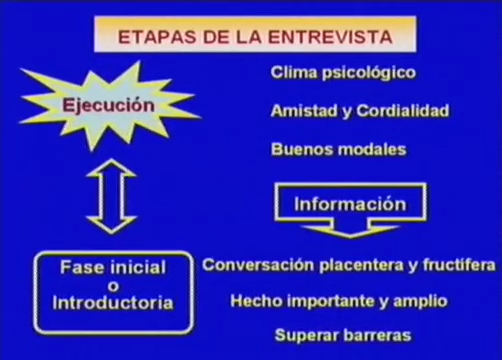 ETAPAS DE LA ENTREVISTA
Ejecución
Clima psicológico
Amistad y Cordialidad
Buenos modales
Información
Fase inicial
o
Introductoria
Conversación placentera y fructífera
Hecho importante y amplio
Superar barreras